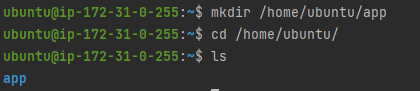 ubuntu@ip-172-31-0-255:~$ mkdir /home/ubuntu/app
ubuntu@ip-172-31-0-255:~$ cd /home/ubuntu/
ubuntu@ip-172-31-0-255:~$ ls
app